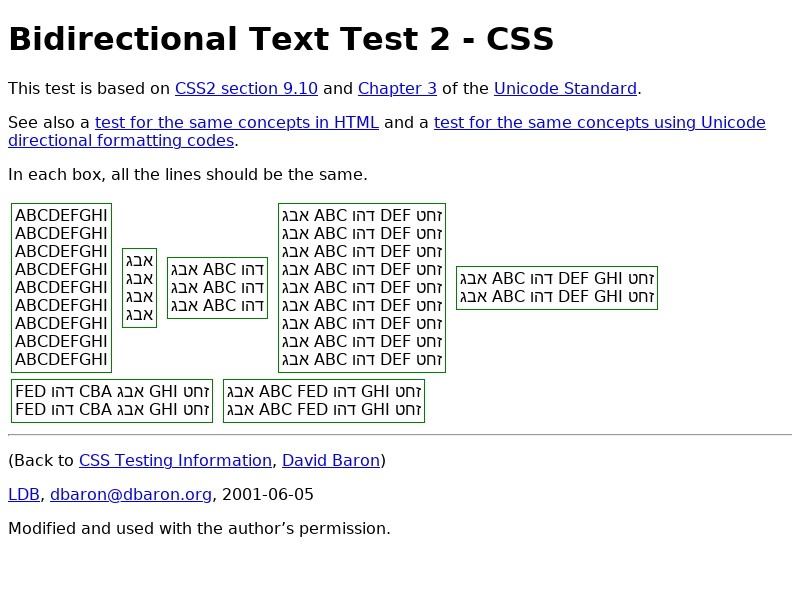 Bidirectional Text Test 2 - CSS
This test is based on CSS2 section 9.10 and Chapter 3 of the Unicode Standard.
See also a test for the same concepts in HTML and a test for the same concepts using Unicode
directional formatting codes.
In each box, all the lines should be the same.
ABCDEFGHI
ABCDEFGHI
ABCDEFGHI
ABCDEFGHI
ABCDEFGHI
ABCDEFGHI
ABCDEFGHI
ABCDEFGHI
ABCDEFGHI
אבג
אבג
אבג
אבג
אבג ABC דהו
אבג ABC דהו
אבג ABC דהו
אבג ABC דהו DEF זחט
אבג ABC דהו DEF זחט
אבג ABC דהו DEF זחט
אבג ABC דהו DEF זחט
אבג ABC דהו DEF זחט
אבג ABC דהו DEF זחט
אבג ABC דהו DEF זחט
אבג ABC דהו DEF זחט
אבג ABC דהו DEF זחט
אבג ABC דהו DEF GHI זחט
אבג ABC דהו DEF GHI זחט
FED דהו CBA אבג GHI זחט
FED דהו CBA אבג GHI זחט
אבג ABC FED דהו GHI זחט
אבג ABC FED דהו GHI זחט
(Back to CSS Testing Information, David Baron)
LDB, dbaron@dbaron.org, 2001-06-05
Modified and used with the author’s permission.